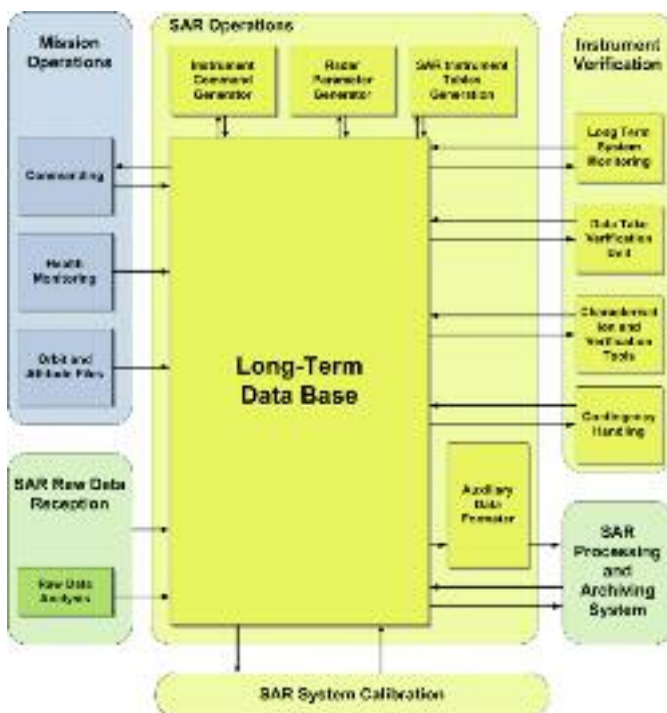 Mission
Operations
Commanding
Health
Monitoring
Orbit and
Attitude Files
SAR Raw Data
Reception
Raw Data
Analysis
SAR Operations
Instrument
Command
Generator
Radar
Parameter
Generator
SAR Instrument
Tables
Generation
Long-Term
Data Base
Auxiliary
Data
Formater
Instrument
Verification
Long Term
System
Monitoring
Data Take
Verification
Unit
Characterisat
ion and
Verification
Tools
Contingency
Handling
SAR
Processing
and
Archiving
System
SAR System Calibration